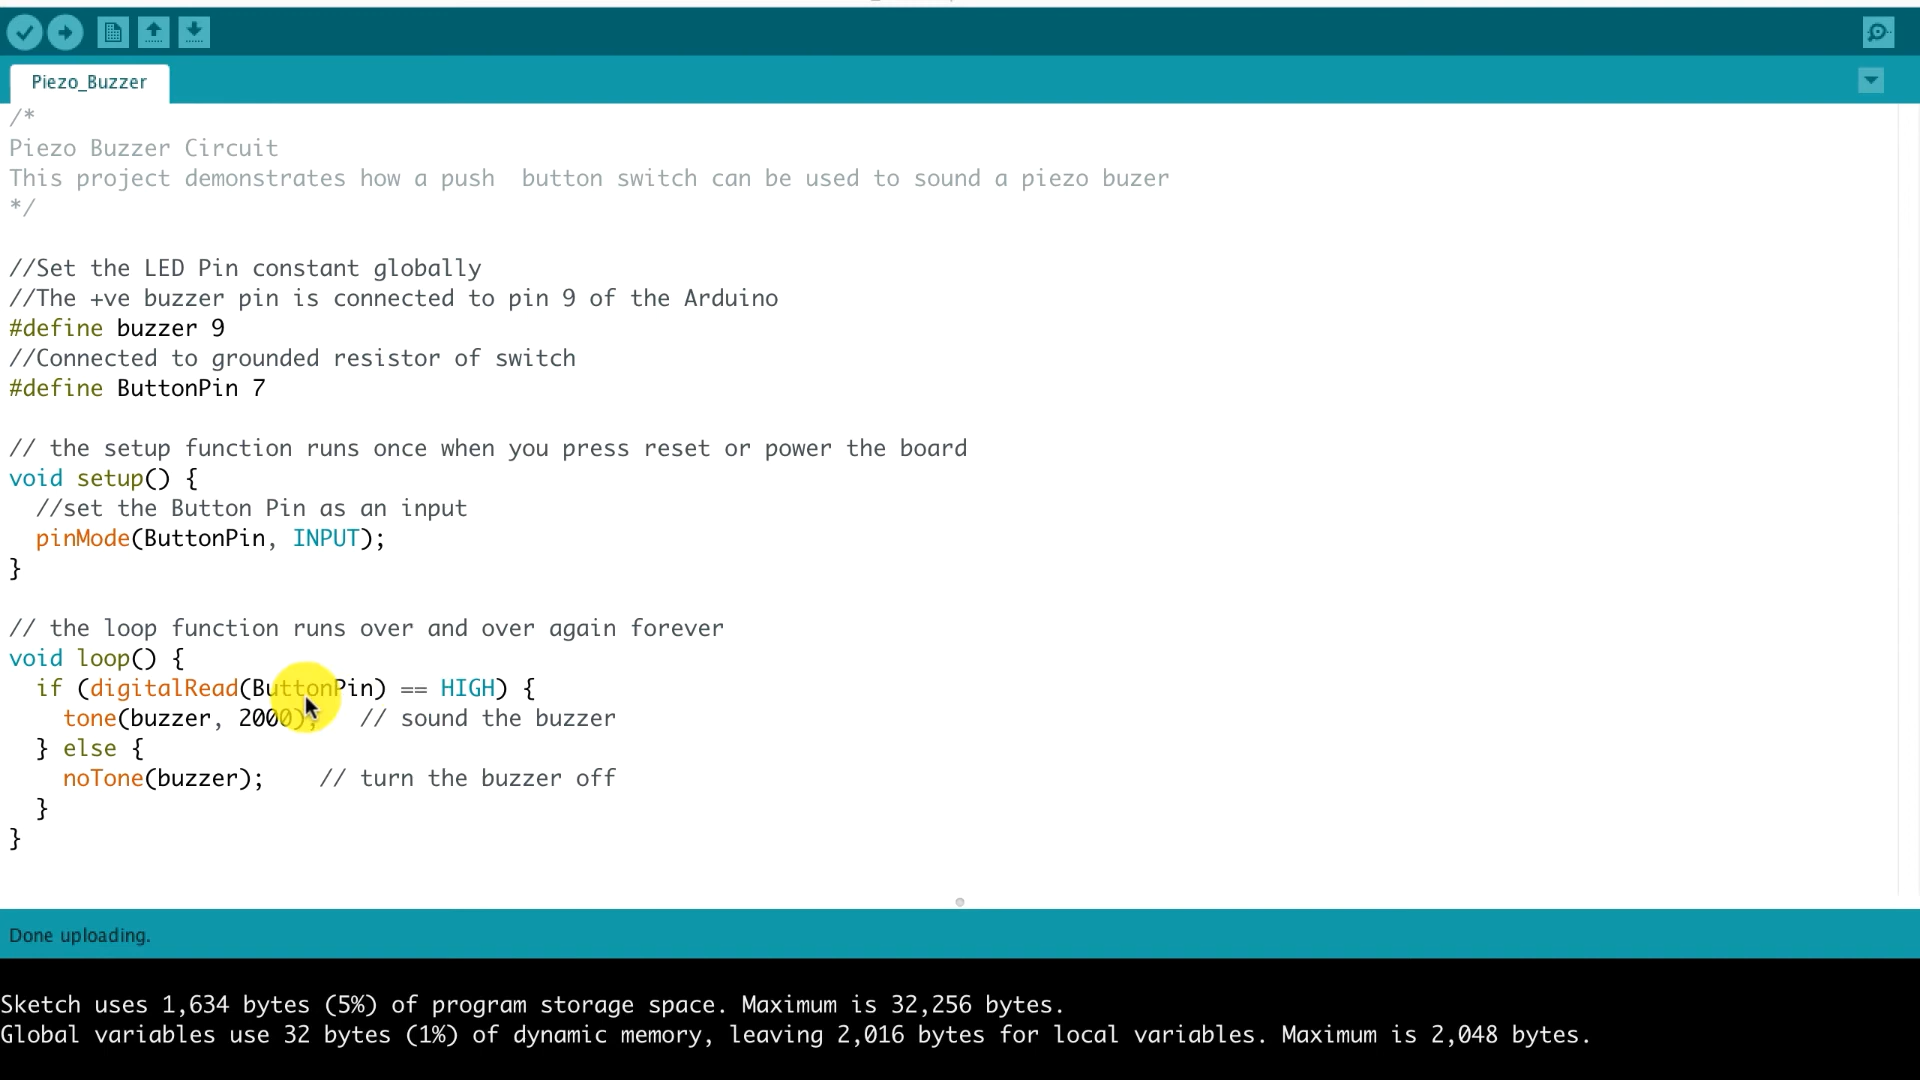 Piezo_Buzzer
/*
Piezo Buzzer Circuit
This project demonstrates how a push  button switch can be used to sound a piezo buzer
*/
//Set the LED Pin constant globally
//The +ve buzzer pin is connected to pin 9 of the Arduino
#define buzzer 9
//Connected to grounded resistor of switch
#define ButtonPin 7
// the setup function runs once when you press reset or power the board
void setup() {
  //set the Button Pin as an input
  pinMode(ButtonPin, INPUT);
}
// the loop function runs over and over again forever
void loop() {
  if (digitalRead(ButtonPin) == HIGH) {
    tone(buzzer, 2000);   // sound the buzzer
  } else {
    noTone(buzzer);    // turn the buzzer off
  }
}
Done uploading.
Sketch uses 1,634 bytes (5%) of program storage space. Maximum is 32,256 bytes.
Global variables use 32 bytes (1%) of dynamic memory, leaving 2,016 bytes for local variables. Maximum is 2,048 bytes.